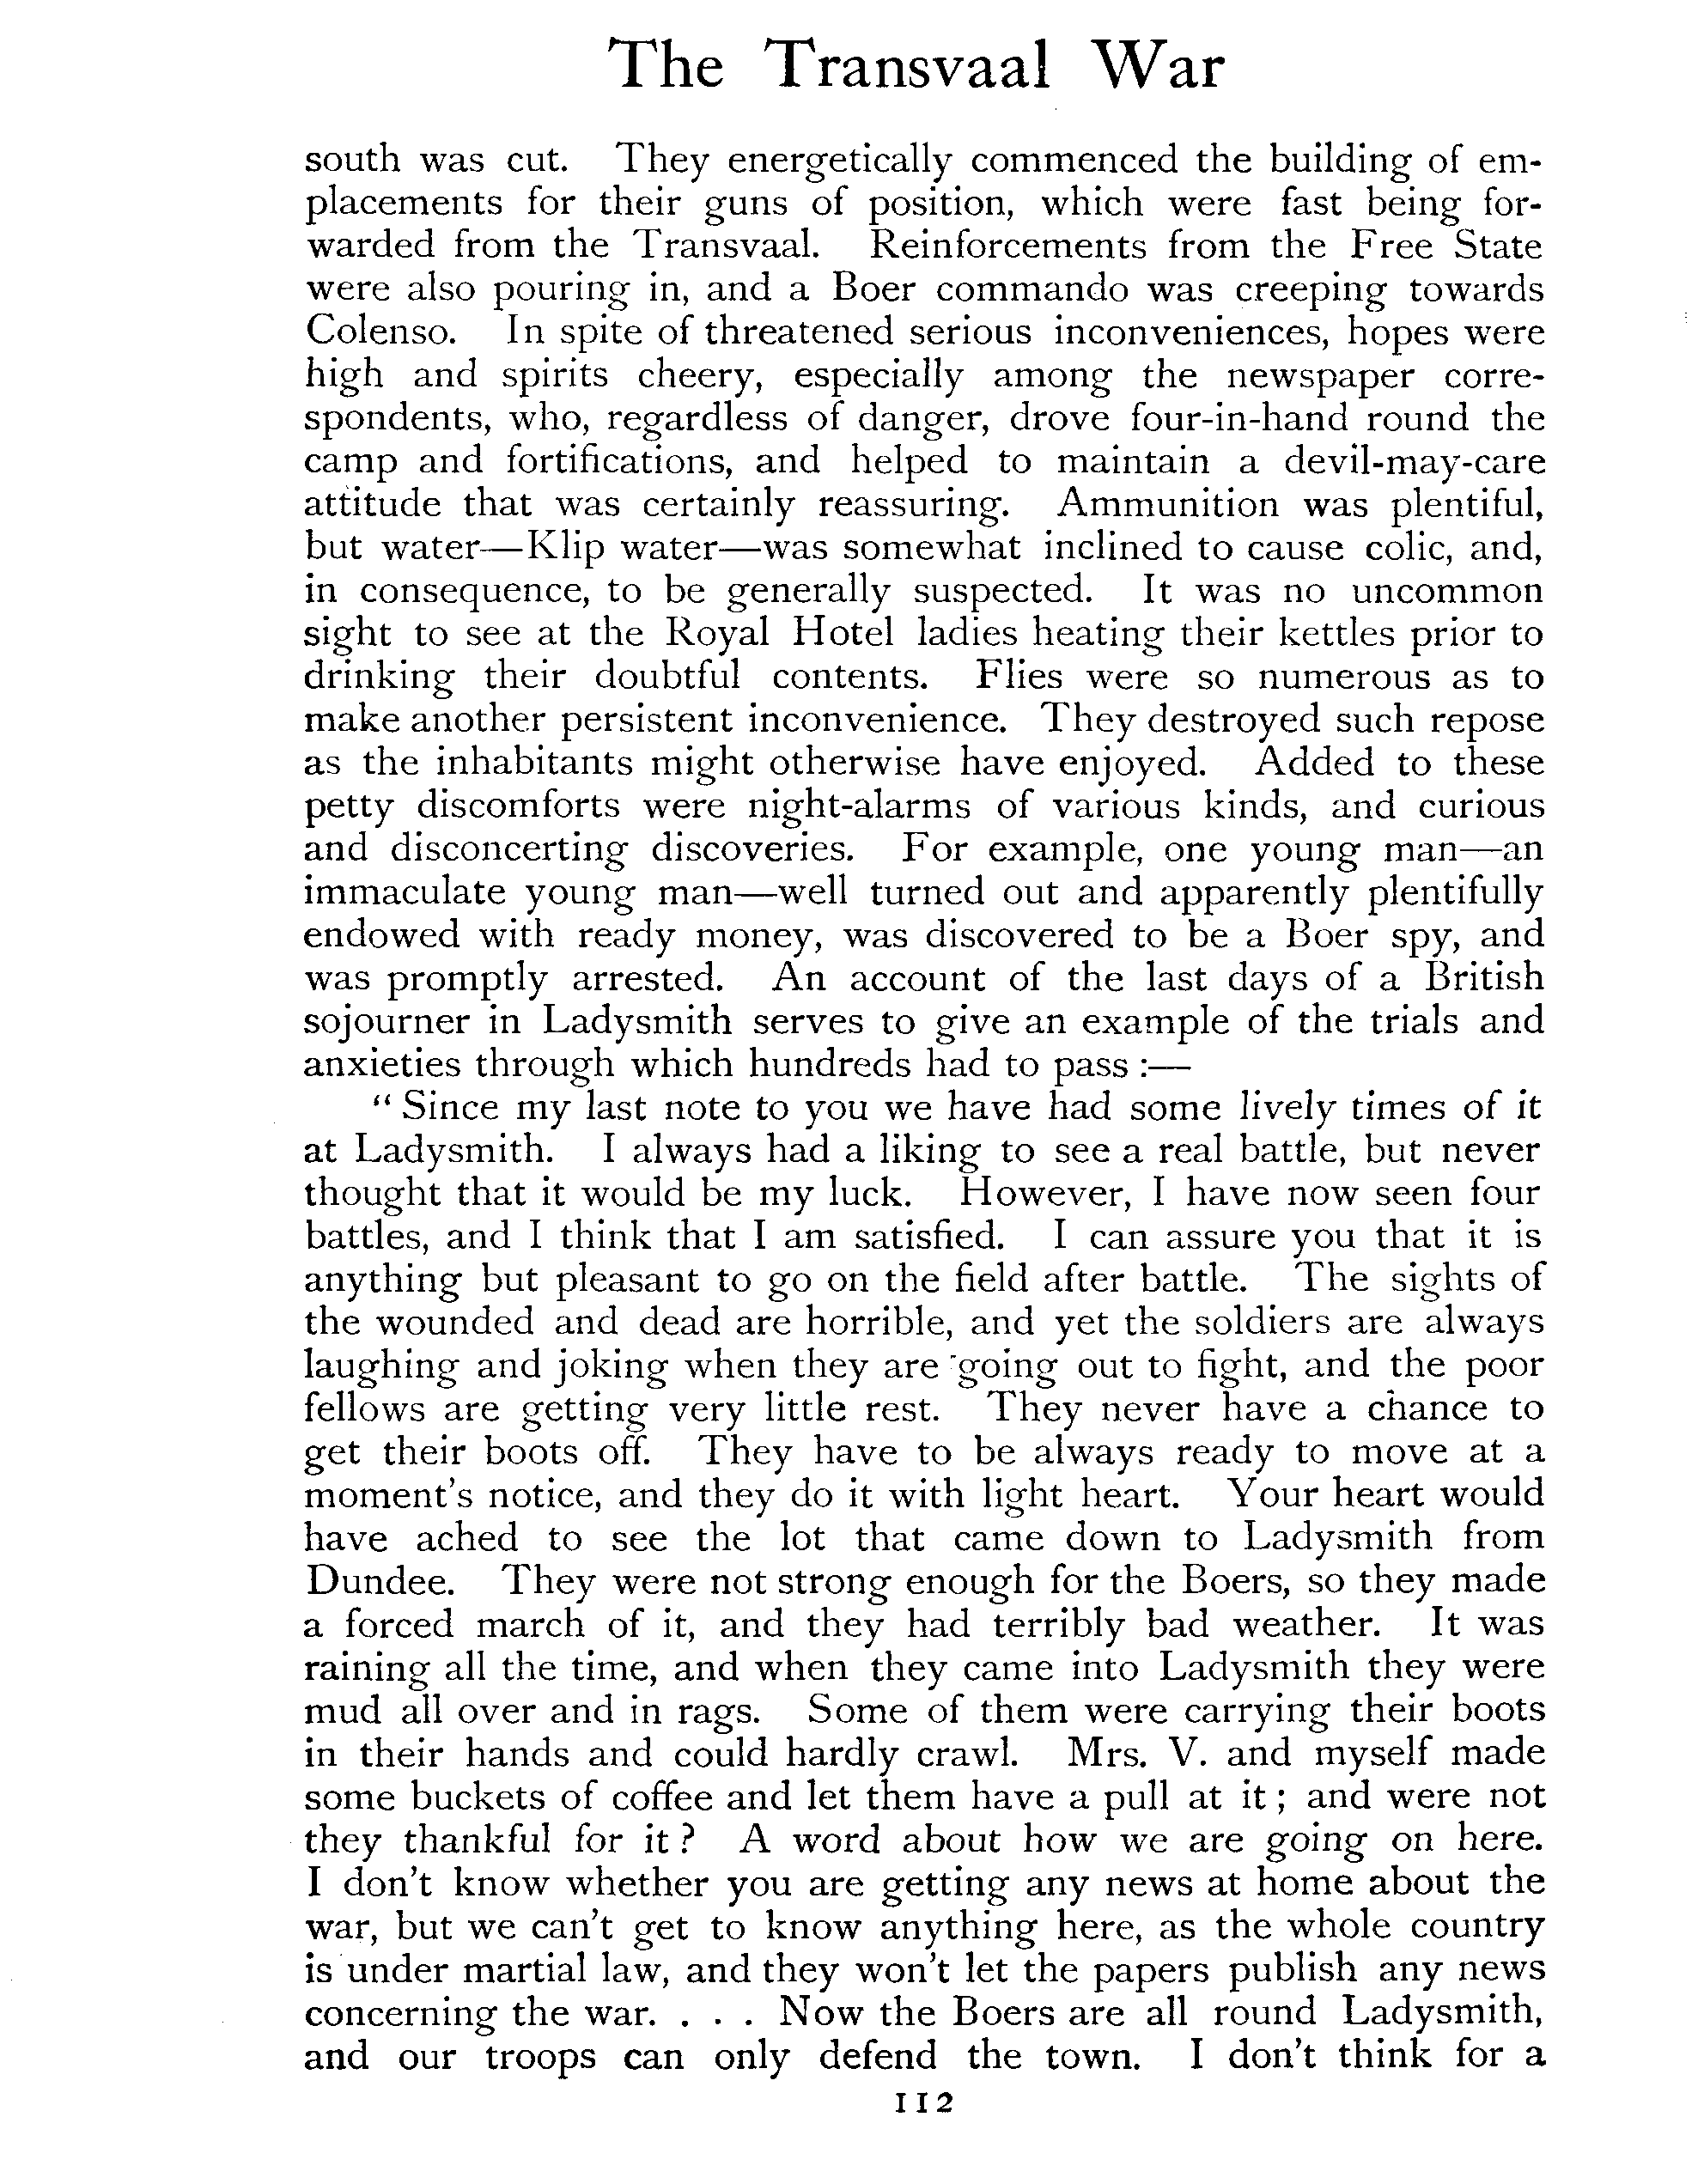 The Transvaal War
south was cut. They energetically commenced the building of em-
placements for their guns of position, which were fast being for-
warded from the Transvaal. Reinforcements from the Free State
were also pouring in, and a Boer commando was creeping towards
Colenso. In spite of threatened serious inconveniences, hopes were
high and spirits cheery, especially among the newspaper corre-
spondents, who, regardless of danger, drove four-in-hand round the
camp and fortifications, and helped to maintain a devil-may-care
attitude that was certainly reassuring. Ammunition was plentiful,
but water—Klip water—was somewhat inclined to cause colic, and,
in consequence, to be generally suspected. It was no uncommon
sight to see at the Royal Hotel ladies heating their kettles prior to
drinking their doubtful contents. Flies were so numerous as to
make another persistent inconvenience. They destroyed such repose
as the inhabitants might otherwise have enjoyed. Added to these
petty discomforts were night-alarms of various kinds, and curious
and disconcerting discoveries. For example, one young man—an
immaculate young man—well turned out and apparently plentifully
endowed with ready money, was discovered to be a Boer spy, and
was promptly arrested. An account of the last days of a British
sojourner in Ladysmith serves to give an example of the trials and
anxieties through which hundreds had to pass :—
“ Since my last note to you we have had some lively times of it
at Ladysmith. I always had a liking to see a real battle, but never
thought that it would be my luck. However, I have now seen four
battles, and I think that I am satisfied. I can assure you that it is
anything but pleasant to go on the field after battle. The sights of
the wounded and dead are horrible, and yet the soldiers are always
laughing and joking when they are going out to fight, and the poor
fellows are getting very little rest. They never have a chance to
get their boots off. They have to be always ready to move at a
moment's notice, and they do it with light heart. Your heart would
have ached to see the lot that came down to Ladysmith from
Dundee. They were not strong enough for the Boers, so they made
a forced march of it, and they had terribly bad weather. It was
raining all the time, and when they came into Ladysmith they were
mud all over and in rags. Some of them were carrying their boots
in their hands and could hardly crawl. Mrs. V. and myself made
some buckets of coffee and let them have a pull at it ; and were not
they thankful for it ? A word about how we are going on here.
I don't know whether you are getting any news at home about the
war, but we can't get to know anything here, as the whole country
is under martial law, and they won't let the papers publish any news
concerning the war. . . . Now the Boers are all round Ladysmith,
and our troops can only defend the town. I don't think for a
112